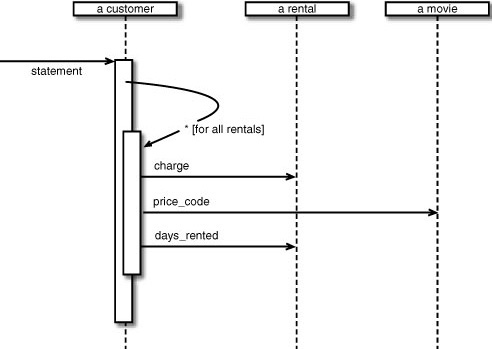 a customer
a rental
a movie
statement
* [for all rentals]
charge
price_code
days_rented